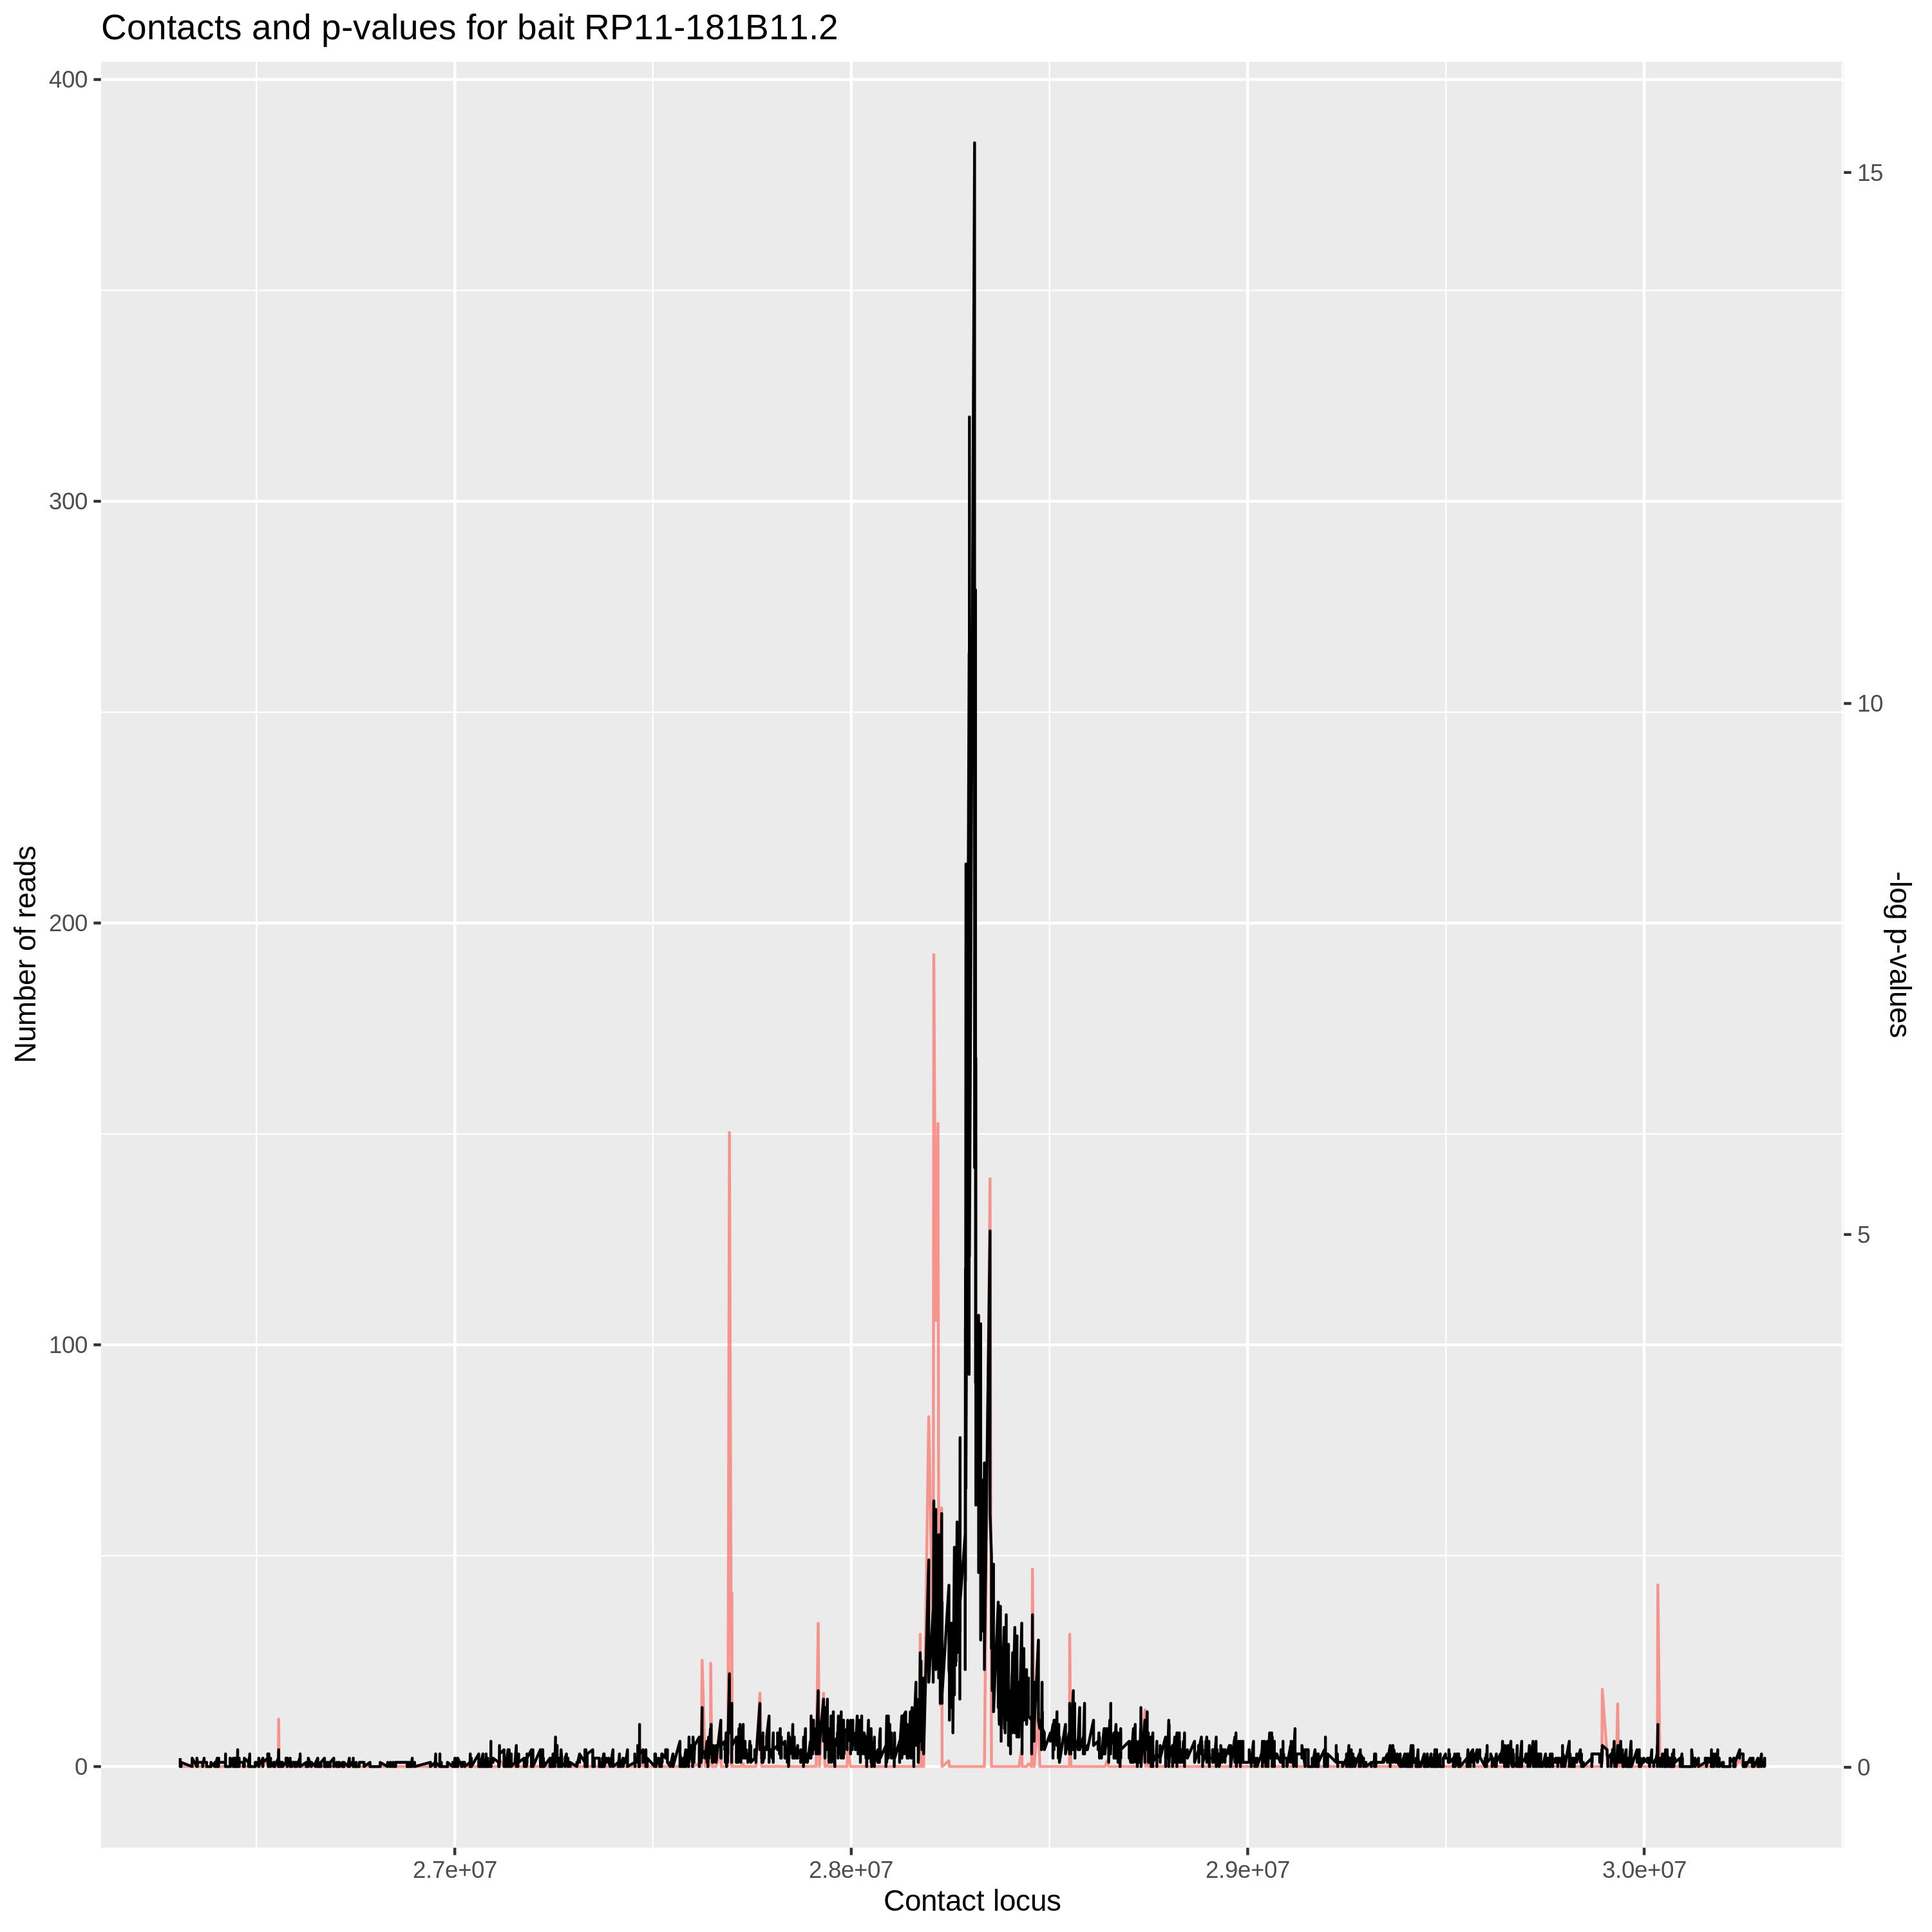 Contacts and p-values for bait RP11-181B11.2
400
300
200
100
0
15
10
5
0
Number of reads
-log p-values
2.7e+07
2.8e+07
2.9e+07
3.0e+07
Contact locus